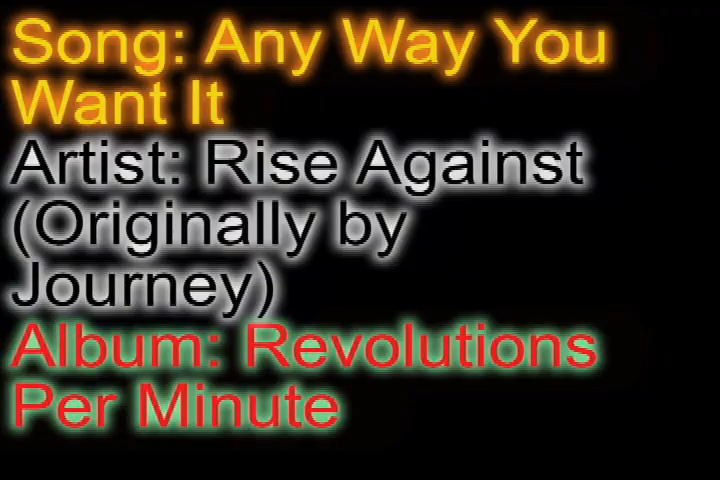 Song: Any Way You
Want It
Artist: Rise Against
(Originally by
Journey)
Album: Revolutions
Per Minute